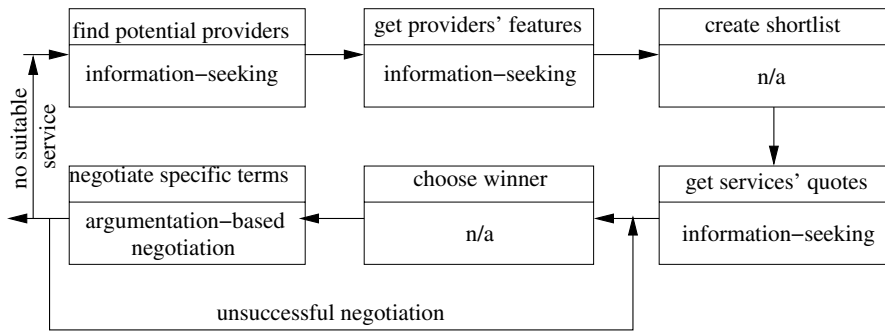 find potential providers
information−seeking
get providers’ features
information−seeking
create shortlist
n/a
no suitable
service
negotiate specific terms
argumentation−based
negotiation
choose winner
n/a
get services’ quotes
information−seeking
unsuccessful negotiation